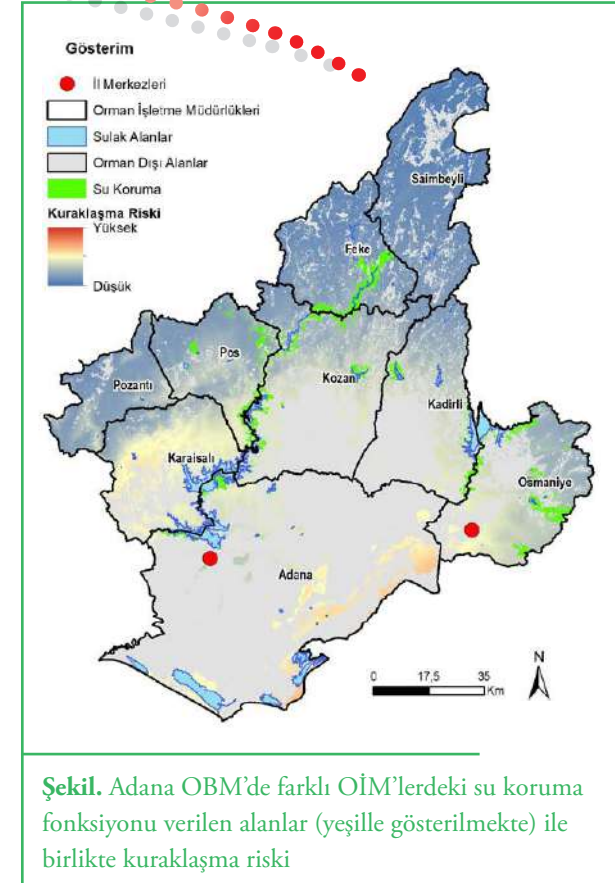 Gösterim
İl Merkezleri
Orman İşletme Müdürlükleri
Sulak Alanlar
Orman Dışı Alanlar
Su Koruma
Kuraklaşma Riski
Yüksek
Düşük
Saimbeyli
Feke
Pos
Pozantı
Kozan
Kadirli
Karaisalı
Osmaniye
Adana
N
0 17,5 35
Km
Şekil. Adana OBM’de farklı OİM’lerdeki su koruma
fonksiyonu verilen alanlar (yeşille gösterilmekte) ile
birlikte kuraklaşma riski